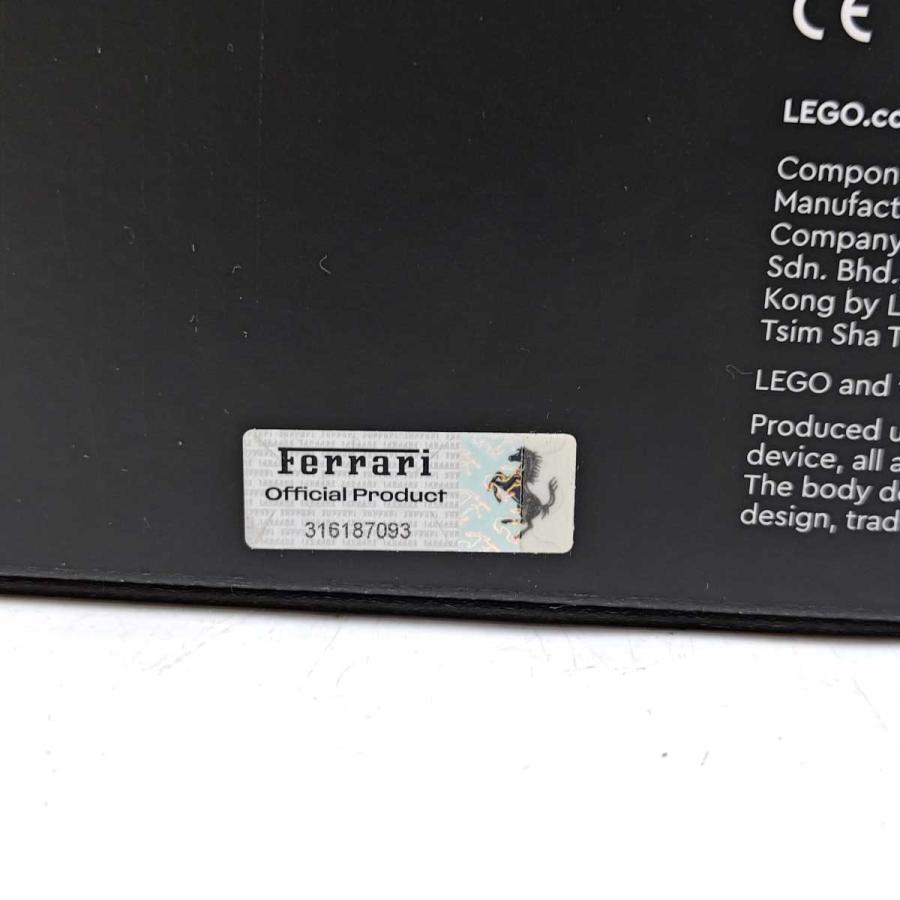 CE
LEGO.co
Compon
Manufact
Company
Sdn. Bhd.
Kong by L
Tsim Sha T
LEGO and
Produced u
device, all a
The body de
design, trad
Ferrari
Official Product
316187093